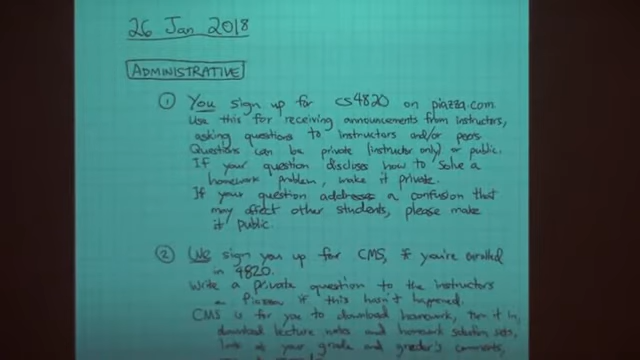 26 Jan 2018
ADMINISTRATIVE
① You sign up for CS4820 on piazza.com
Use this for receiving announcements from instructors,
asking questions to instructors and/or peers.
Questions can be private (instructor only) or public.
If your question discloses how to solve a
homework problem, make it private.
If your question addresses a confusion that
may affect other students, please make
it public.
② We sign you up for CMS, if you're enrolled
in 4820.
Write a private question to the instructors
on Piazza if this hasn't happened.
CMS is for you to download homework, turn it in,
download lecture notes and homework solution sets,
look at your grade and grader's comments,